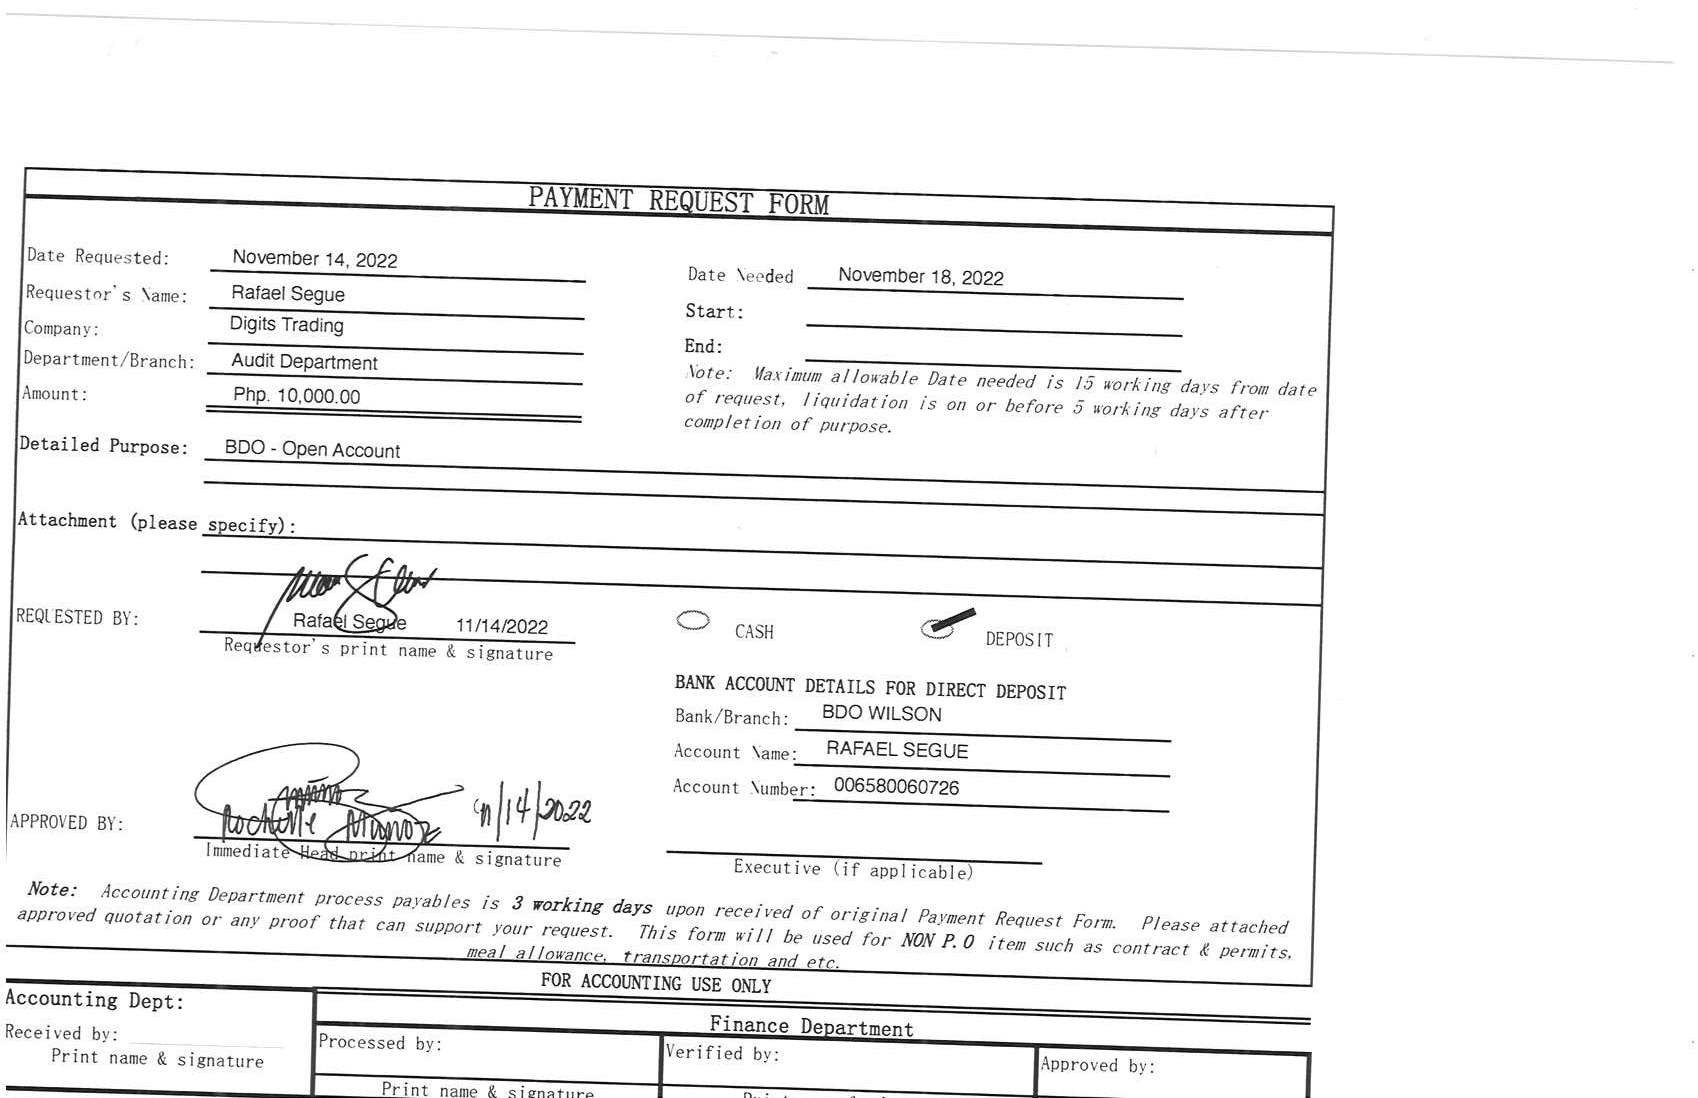 PAYMENT REQUEST FORM
Date Requested: November 14, 2022
Date Needed November 18, 2022
Requestor's Name: Rafael Segue
Start:
Company: Digits Trading
End:
Department/Branch: Audit Department
Note: Maximum allowable Date needed is 15 working days from date
of request, liquidation is on or before 5 working days after
completion of purpose.
Amount: Php. 10,000.00
Detailed Purpose: BDO - Open Account
Attachment (please specify):
REQUESTED BY: Rafael Segue 11/14/2022
Requestor's print name & signature
CASH DEPOSIT
BANK ACCOUNT DETAILS FOR DIRECT DEPOSIT
Bank/Branch: BDO WILSON
Account Name: RAFAEL SEGUE
Account Number: 006580060726
APPROVED BY: Rochelle Munoz 11/14/2022
Immediate Head print name & signature
Executive (if applicable)
Note: Accounting Department process payables is 3 working days upon received of original Payment Request Form. Please attached
approved quotation or any proof that can support your request. This form will be used for NON P.O item such as contract & permits,
meal allowance, transportation and etc.
FOR ACCOUNTING USE ONLY
Accounting Dept:
Finance Department
Received by:
Print name & signature
Processed by:
Verified by:
Approved by:
Print name & signature